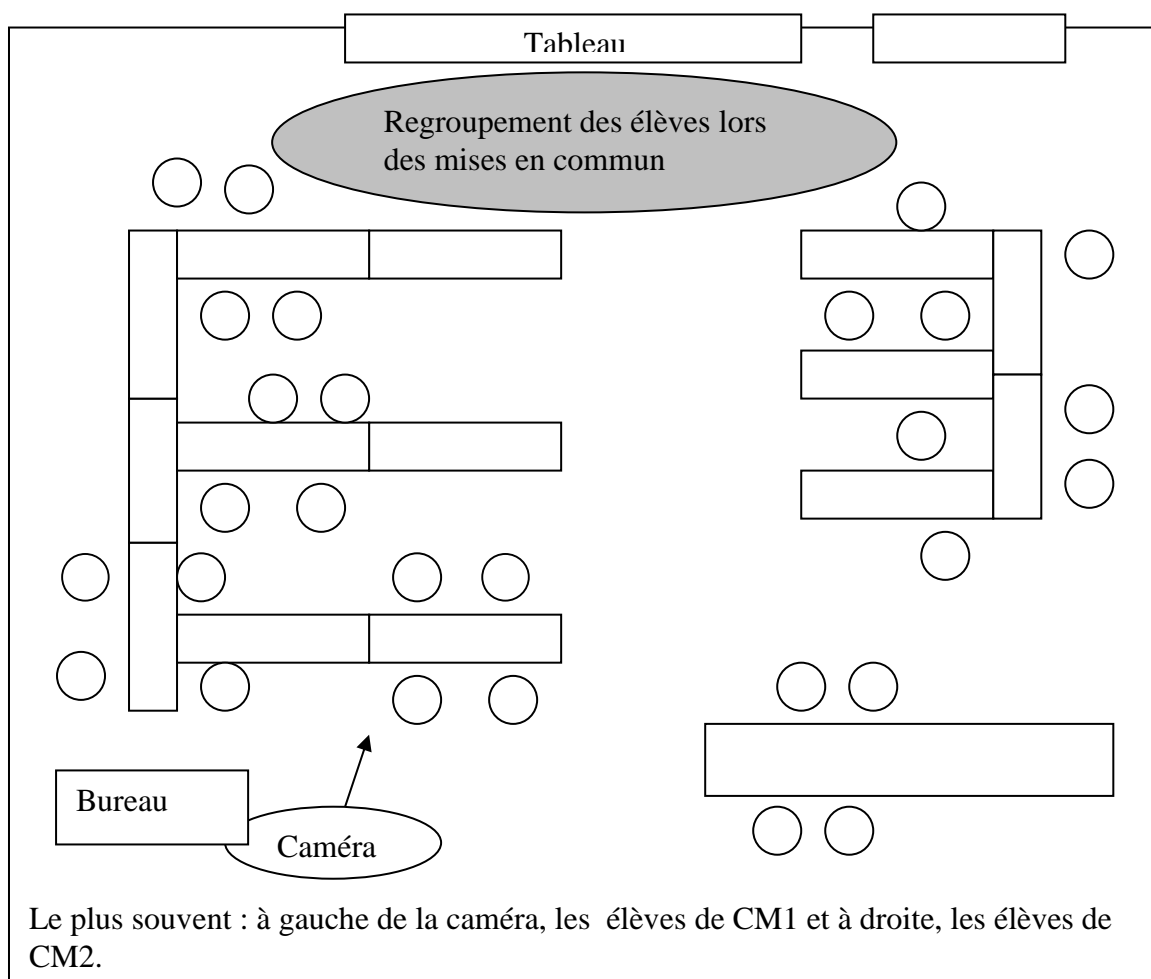 Tableau
Regroupement des élèves lors
des mises en commun
Bureau
Caméra
Le plus souvent : à gauche de la caméra, les  élèves de CM1 et à droite, les élèves de
CM2.